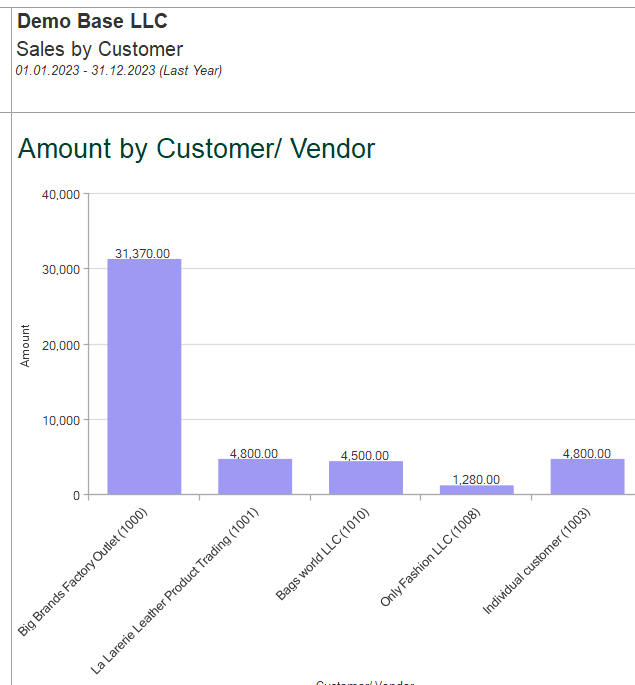 Demo Base LLC
Sales by Customer
01.01.2023 - 31.12.2023 (Last Year)
Amount by Customer/ Vendor
40,000
30,000
20,000
10,000
0
Amount
31,370.00
4,800.00
4,500.00
1,280.00
4,800.00
Big Brands Factory Outlet (1000)
La Larerie Leather Product Trading (1001)
Bags world LLC (1010)
Only Fashion LLC (1008)
Individual customer (1003)
Customer/ Vendor